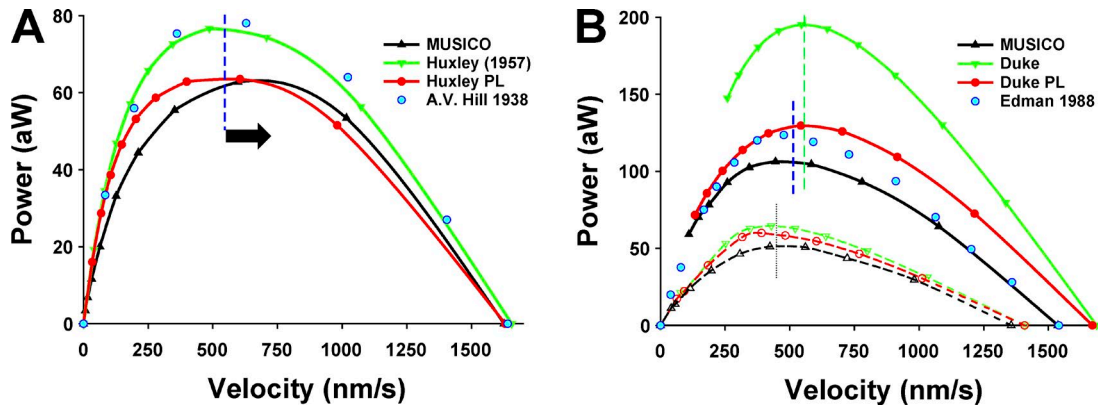 A
Power (aW)
80
60
40
20
0
0 250 500 750 1000 1250 1500
Velocity (nm/s)
MUSICO
Huxley (1957)
Huxley PL
A.V. Hill 1938
B
Power (aW)
200
150
100
50
0
0 250 500 750 1000 1250 1500
Velocity (nm/s)
MUSICO
Duke
Duke PL
Edman 1988